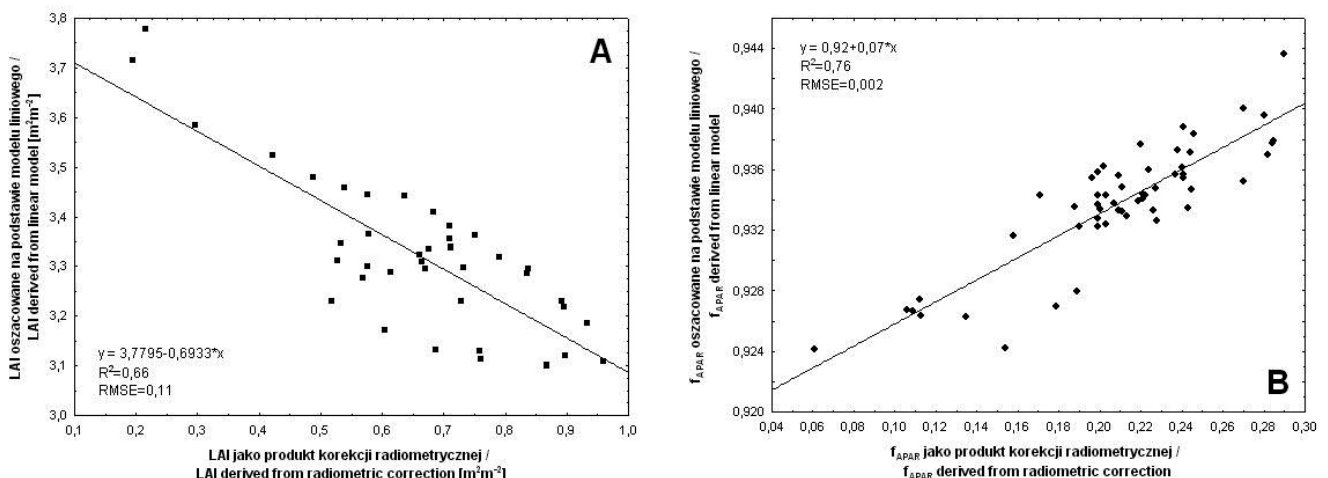 A
LAI oszacowane na podstawie modelu liniowego /
LAI derived from linear model [m²m⁻²]
3,8
3,7
3,6
3,5
3,4
3,3
3,2
3,1
3,0
y = 3,7795-0,6933*x
R²=0,66
RMSE=0,11
0,1 0,2 0,3 0,4 0,5 0,6 0,7 0,8 0,9 1,0
LAI jako produkt korekcji radiometrycznej /
LAI derived from radiometric correction [m²m⁻²]
B
f_APAR oszacowane na podstawie modelu liniowego /
f_APAR derived from linear model
0,944
0,940
0,936
0,932
0,928
0,924
0,920
y = 0,92+0,07*x
R²=0,76
RMSE=0,002
0,04 0,06 0,08 0,10 0,12 0,14 0,16 0,18 0,20 0,22 0,24 0,26 0,28 0,30
f_APAR jako produkt korekcji radiometrycznej /
f_APAR derived from radiometric correction